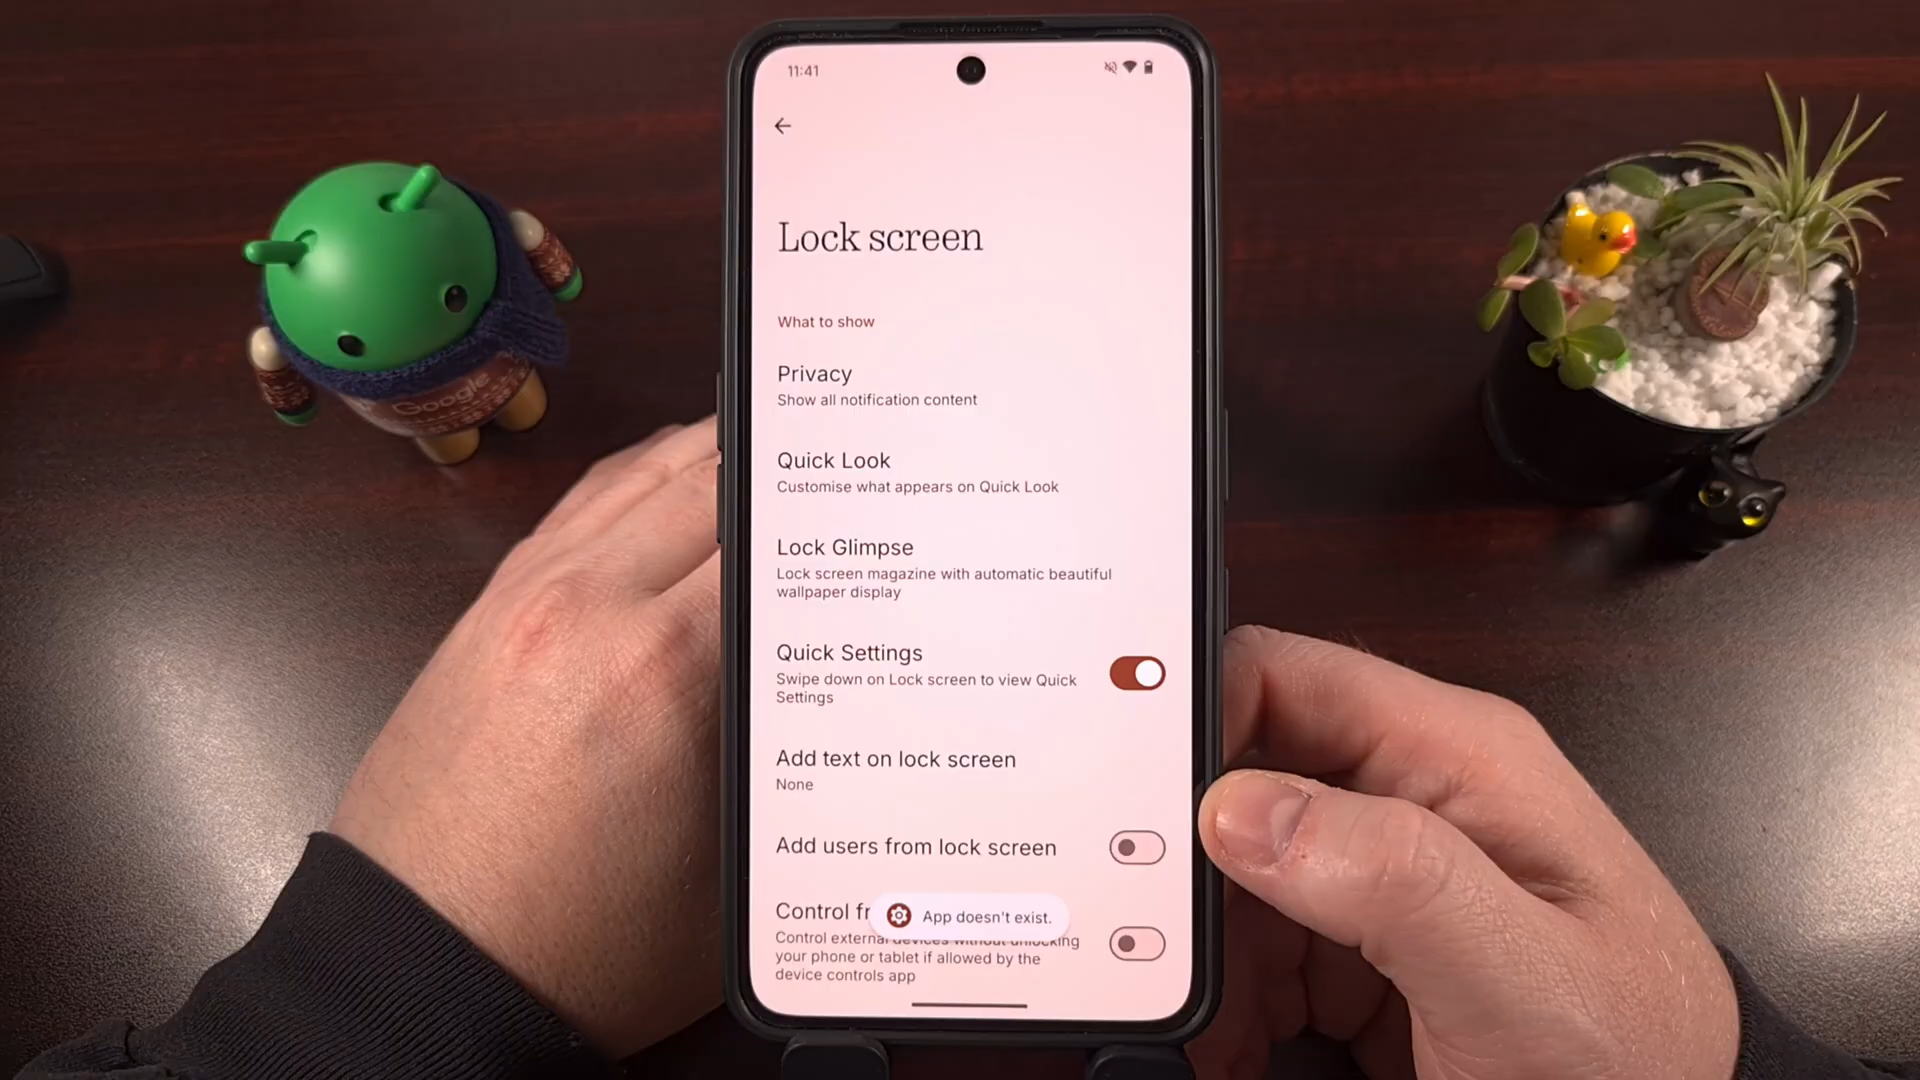 11:41
Lock screen
What to show
Privacy
Show all notification content
Quick Look
Customise what appears on Quick Look
Lock Glimpse
Lock screen magazine with automatic beautiful
wallpaper display
Quick Settings
Swipe down on Lock screen to view Quick
Settings
Add text on lock screen
None
Add users from lock screen
Control
App doesn't exist.
Control external devices without unlocking
your phone or tablet if allowed by the
device controls app
Google